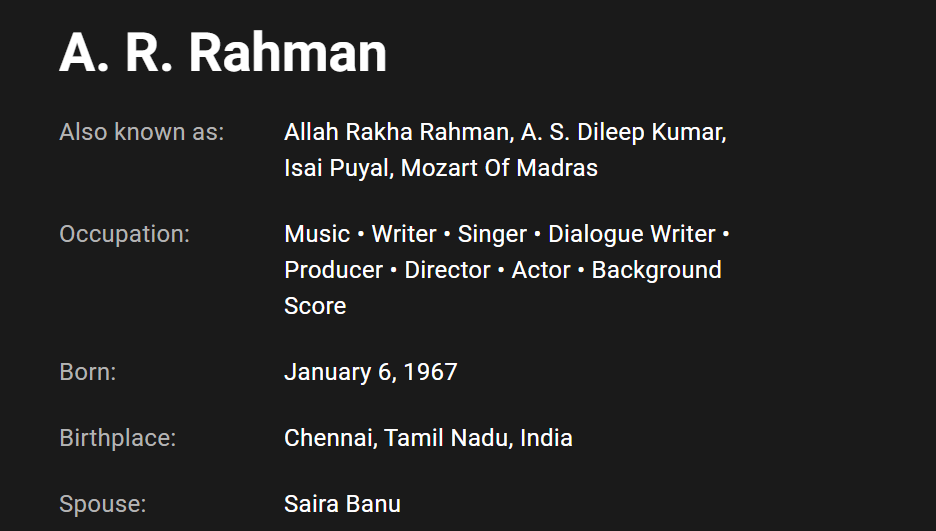 A. R. Rahman
Also known as: Allah Rakha Rahman, A. S. Dileep Kumar,
Isai Puyal, Mozart Of Madras
Occupation: Music • Writer • Singer • Dialogue Writer •
Producer • Director • Actor • Background
Score
Born: January 6, 1967
Birthplace: Chennai, Tamil Nadu, India
Spouse: Saira Banu